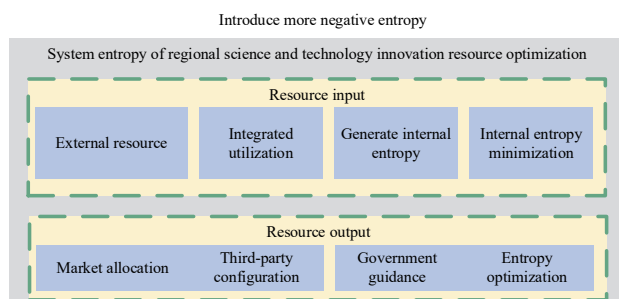 Introduce more negative entropy
System entropy of regional science and technology innovation resource optimization
Resource input
External resource
Integrated
utilization
Generate internal
entropy
Internal entropy
minimization
Resource output
Market allocation
Third-party
configuration
Government
guidance
Entropy
optimization